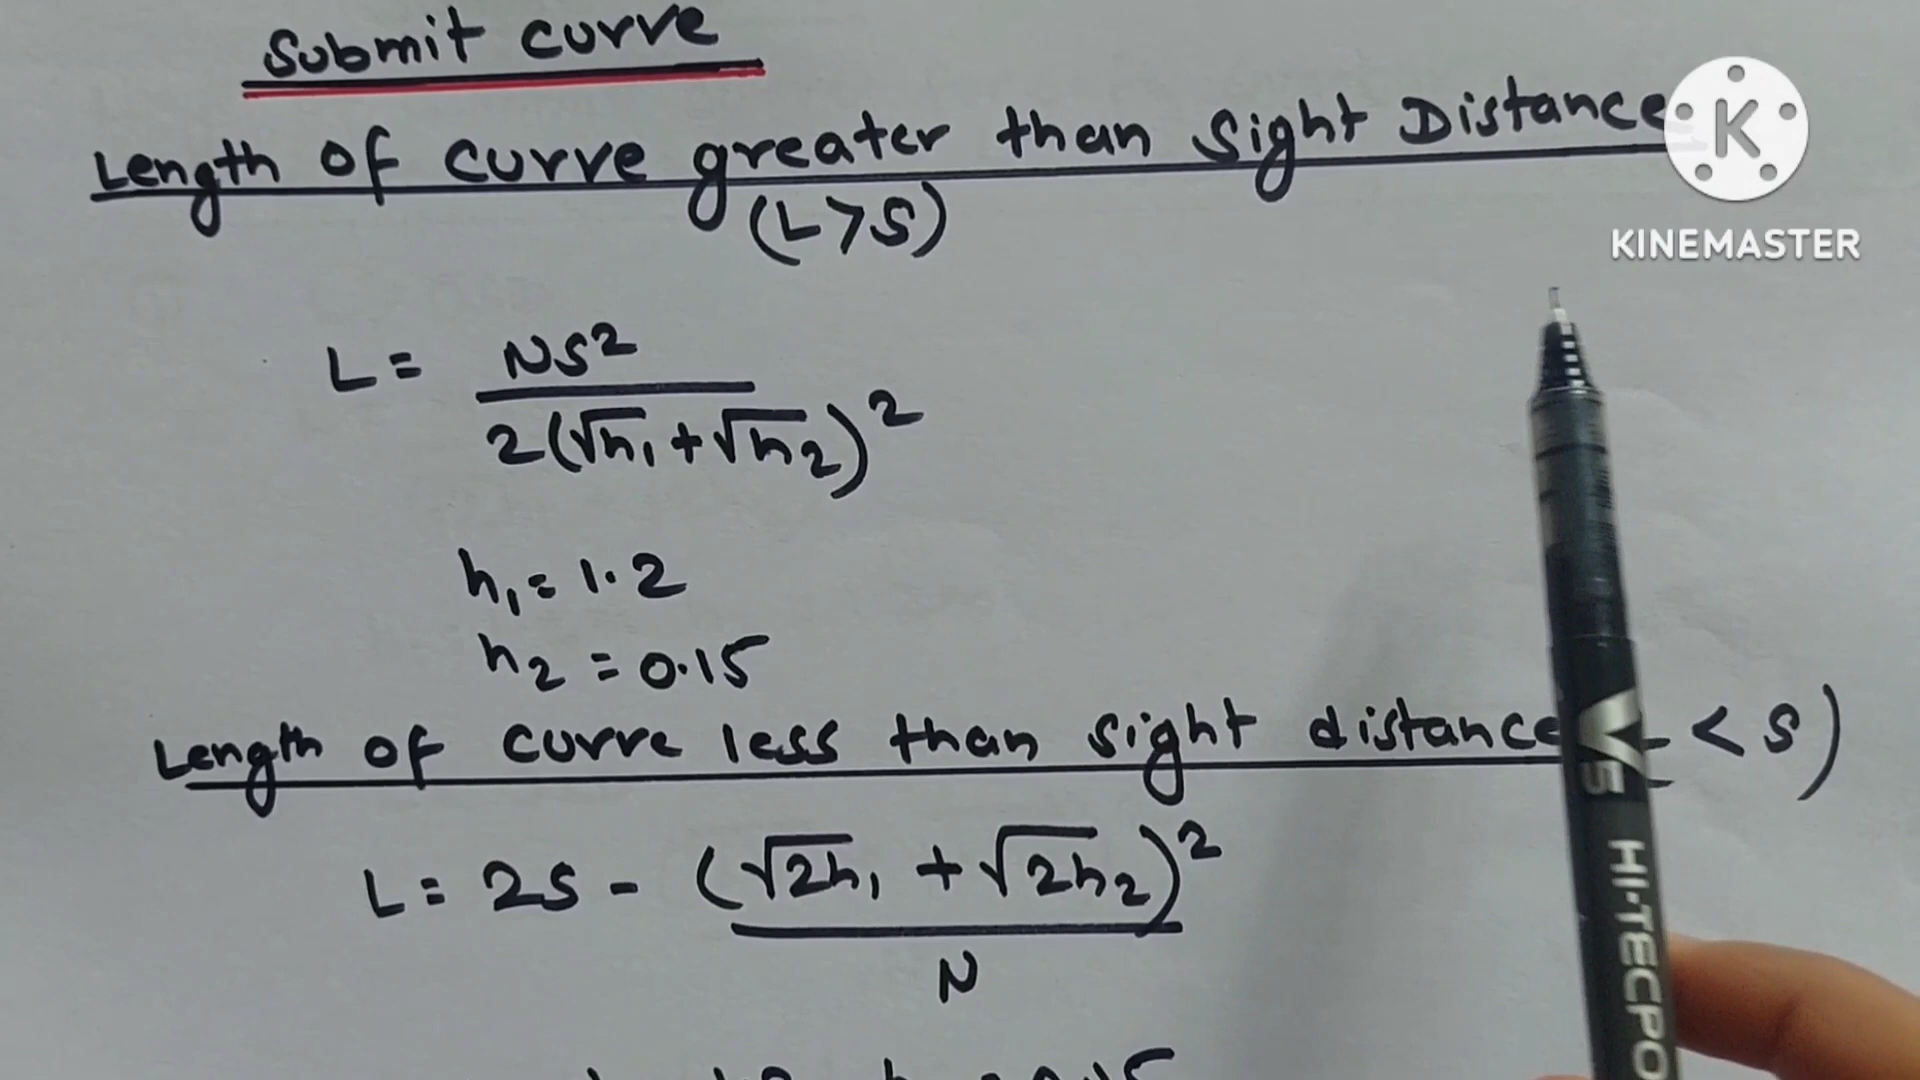 Submit curve
Length of curve greater than Sight Distance
(L>S)
K
KINEMASTER
L = NS²
2(√h₁+√h₂)²
h₁ = 1.2
h₂ = 0.15
Length of curve less than sight distance < S)
L = 2S - (√2h₁ + √2h₂)²
N
V5
HI-TECPO